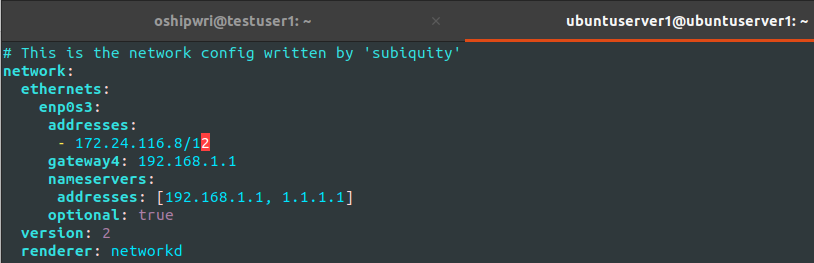 oshipwri@testuser1: ~ × ubuntuserver1@ubuntuserver1: ~
# This is the network config written by 'subiquity'
network:
  ethernets:
    enp0s3:
     addresses:
      - 172.24.116.8/12
     gateway4: 192.168.1.1
     nameservers:
      addresses: [192.168.1.1, 1.1.1.1]
     optional: true
  version: 2
  renderer: networkd